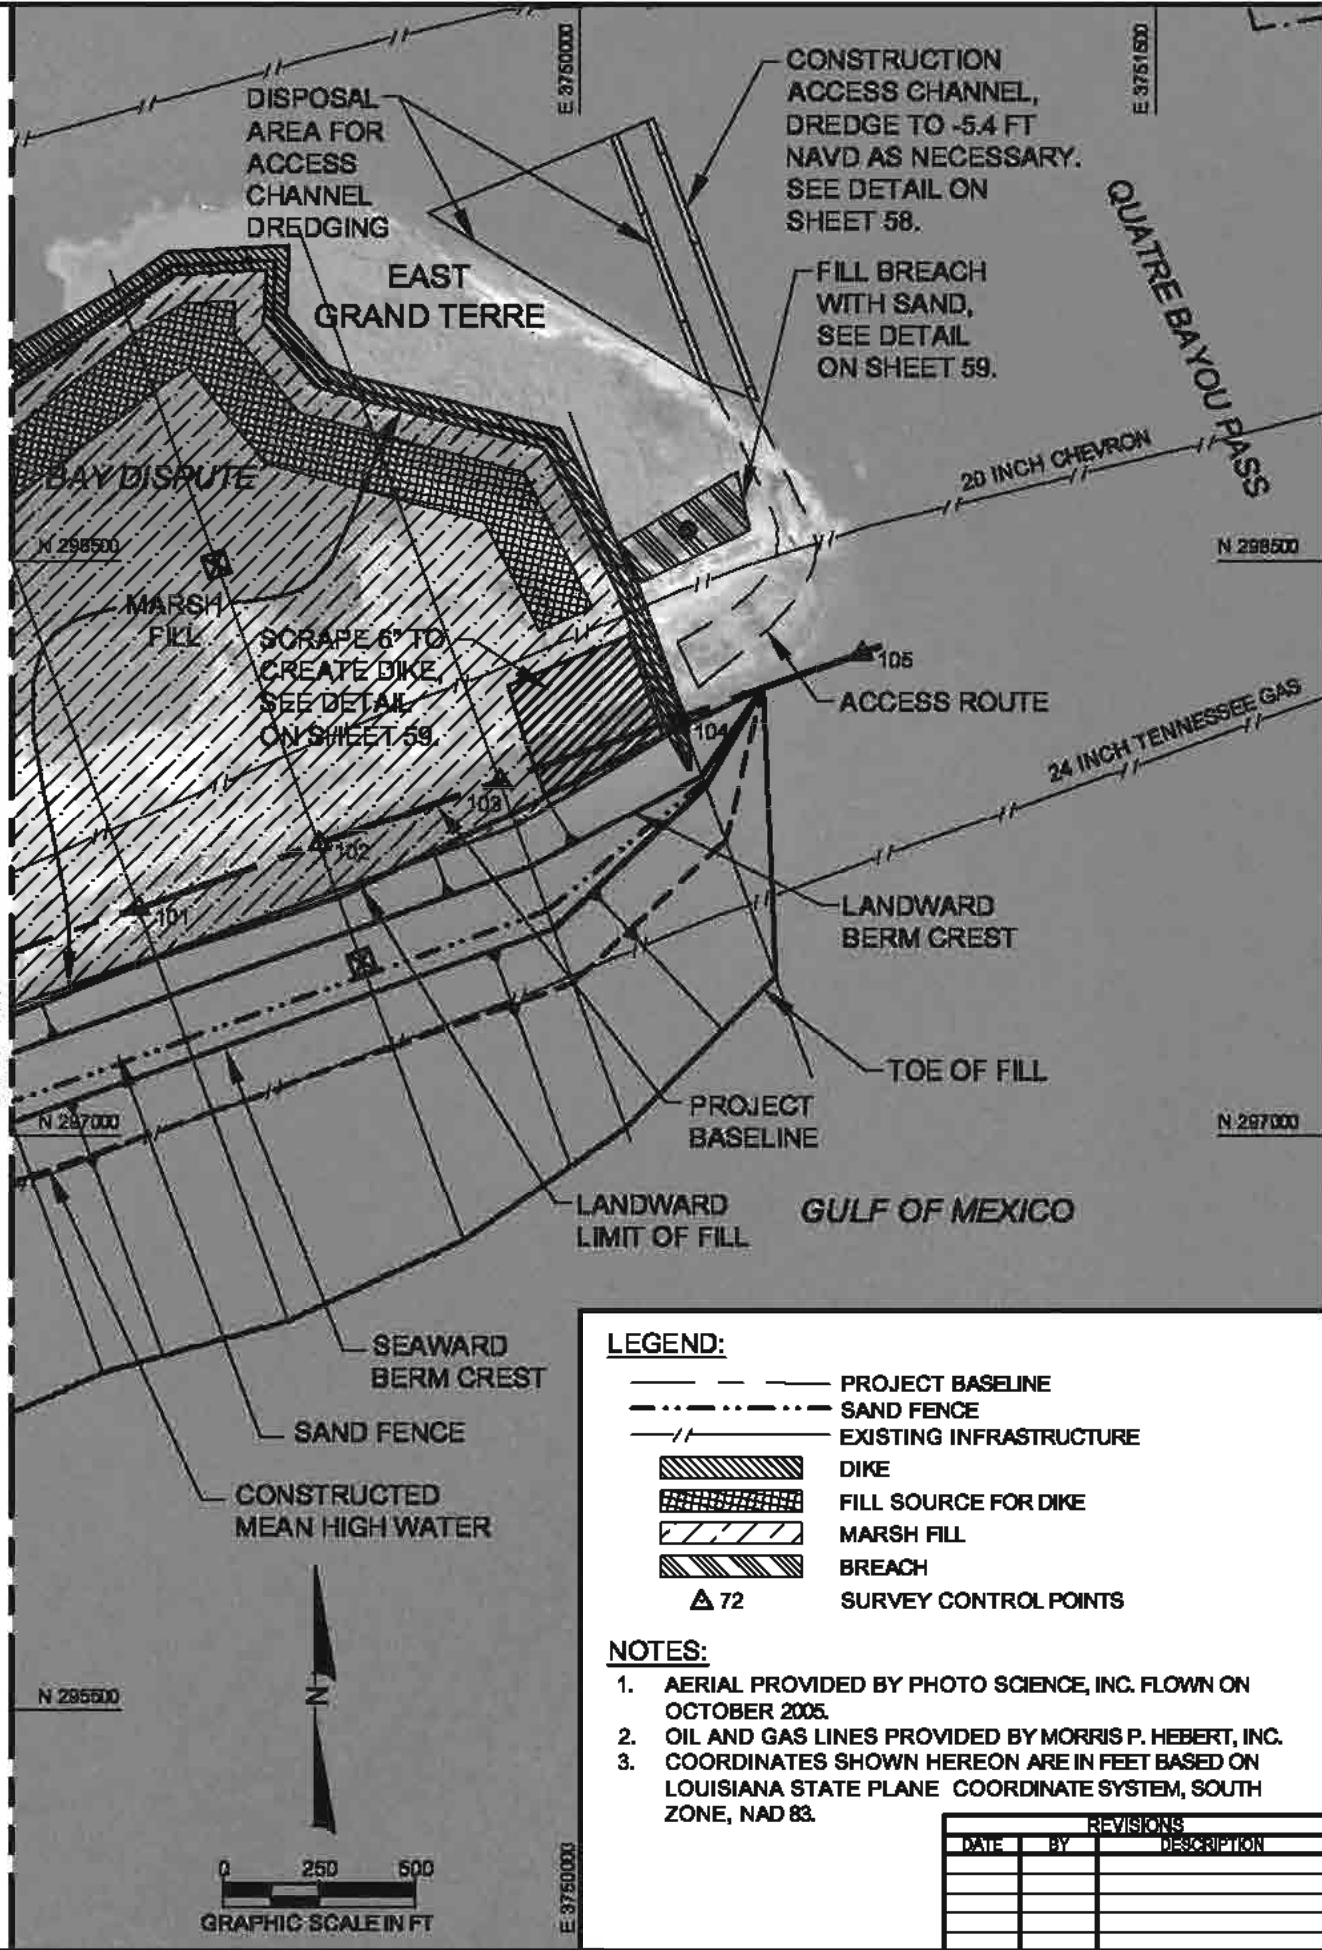 E 3750000
E 3751500
DISPOSAL
AREA FOR
ACCESS
CHANNEL
DREDGING
CONSTRUCTION
ACCESS CHANNEL,
DREDGE TO -5.4 FT
NAVD AS NECESSARY.
SEE DETAIL ON
SHEET 58.
QUATRE BAYOU PASS
EAST
GRAND TERRE
FILL BREACH
WITH SAND,
SEE DETAIL
ON SHEET 59.
20 INCH CHEVRON
BAY DISPUTE
N 298500
N 298500
MARSH
FILL
SCRAPE 6" TO
CREATE DIKE,
SEE DETAIL
ON SHEET 59.
105
ACCESS ROUTE
104
24 INCH TENNESSEE GAS
103
102
101
LANDWARD
BERM CREST
TOE OF FILL
PROJECT
BASELINE
N 297000
N 297000
LANDWARD
LIMIT OF FILL
GULF OF MEXICO
SEAWARD
BERM CREST
SAND FENCE
CONSTRUCTED
MEAN HIGH WATER
LEGEND:
PROJECT BASELINE
SAND FENCE
EXISTING INFRASTRUCTURE
DIKE
FILL SOURCE FOR DIKE
MARSH FILL
BREACH
72 SURVEY CONTROL POINTS
N
N 295500
NOTES:
1. AERIAL PROVIDED BY PHOTO SCIENCE, INC. FLOWN ON
OCTOBER 2005.
2. OIL AND GAS LINES PROVIDED BY MORRIS P. HEBERT, INC.
3. COORDINATES SHOWN HEREON ARE IN FEET BASED ON
LOUISIANA STATE PLANE COORDINATE SYSTEM, SOUTH
ZONE, NAD 83.
0 250 500
GRAPHIC SCALE IN FT
E 3750000
REVISIONS
DATE BY DESCRIPTION